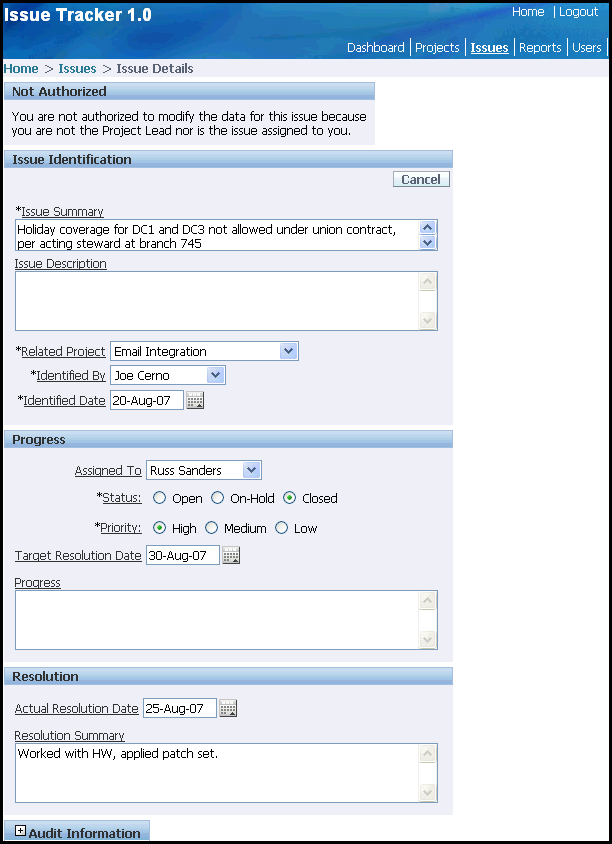 Issue Tracker 1.0
Home | Logout
Dashboard | Projects | Issues | Reports | Users
Home > Issues > Issue Details
Not Authorized
You are not authorized to modify the data for this issue because
you are not the Project Lead nor is the issue assigned to you.
Issue Identification
Cancel
*Issue Summary
Holiday coverage for DC1 and DC3 not allowed under union contract,
per acting steward at branch 745
Issue Description
*Related Project Email Integration
*Identified By Joe Cerno
*Identified Date 20-Aug-07
Progress
Assigned To Russ Sanders
*Status: Open On-Hold Closed
*Priority: High Medium Low
Target Resolution Date 30-Aug-07
Progress
Resolution
Actual Resolution Date 25-Aug-07
Resolution Summary
Worked with HW, applied patch set.
Audit Information